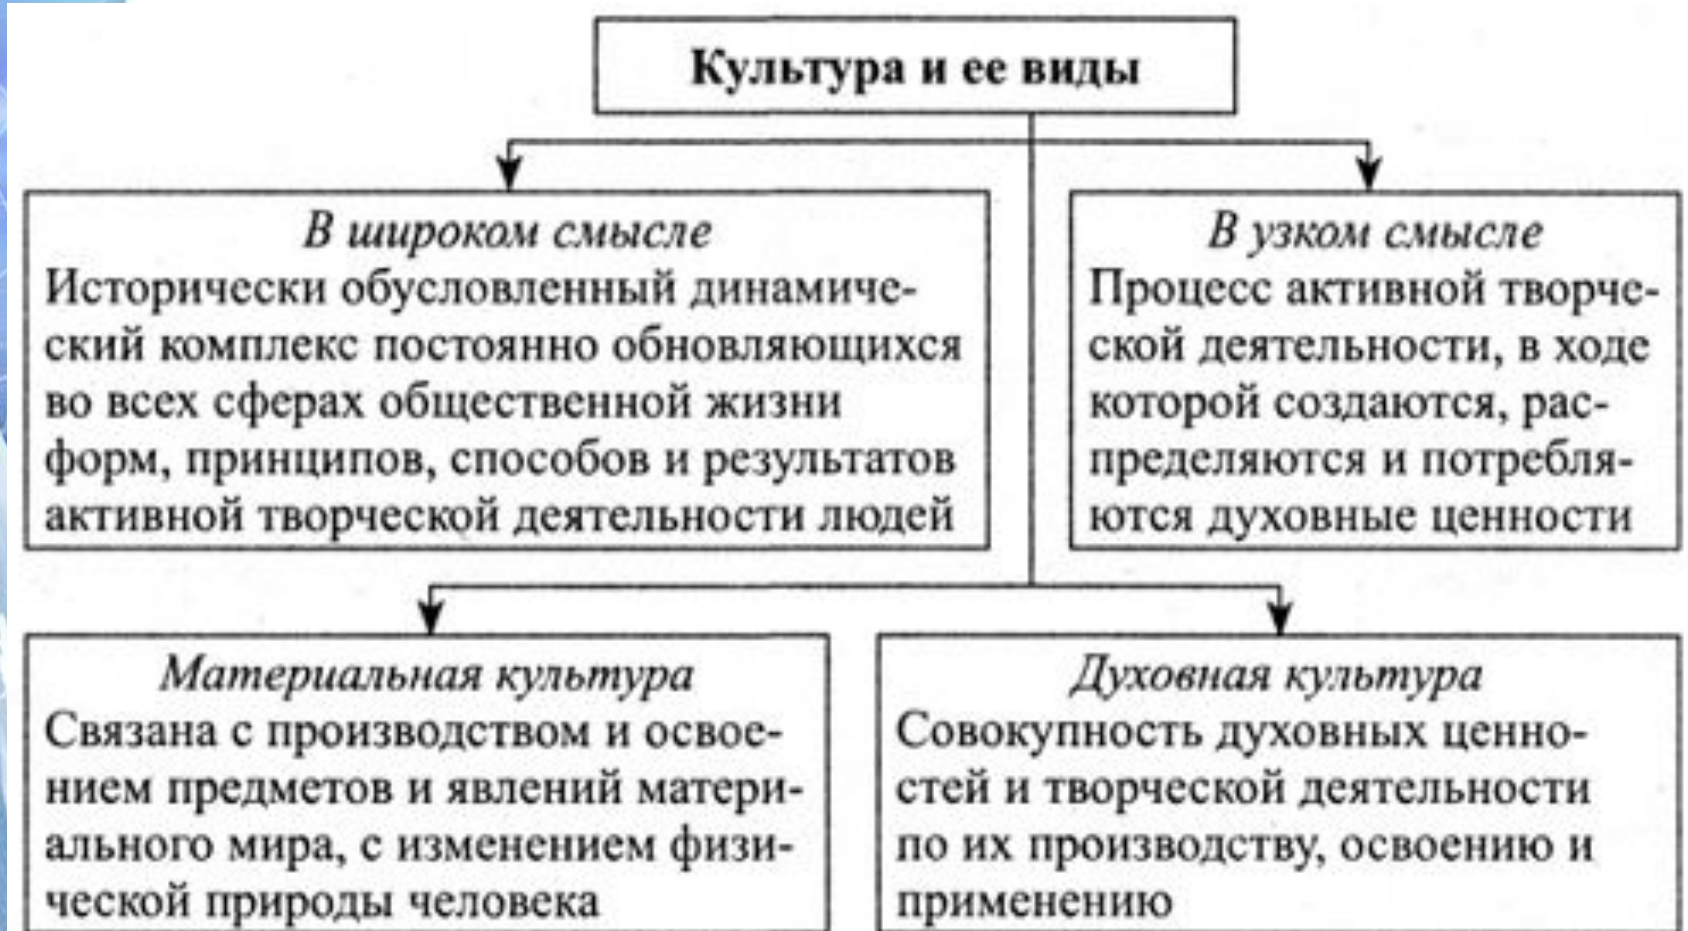 Культура и ее виды
В широком смысле
Исторически обусловленный динамиче-
ский комплекс постоянно обновляющихся
во всех сферах общественной жизни
форм, принципов, способов и результатов
активной творческой деятельности людей
В узком смысле
Процесс активной творче-
ской деятельности, в ходе
которой создаются, рас-
пределяются и потребля-
ются духовные ценности
Материальная культура
Связана с производством и освое-
нием предметов и явлений матери-
ального мира, с изменением физи-
ческой природы человека
Духовная культура
Совокупность духовных ценно-
стей и творческой деятельности
по их производству, освоению и
применению